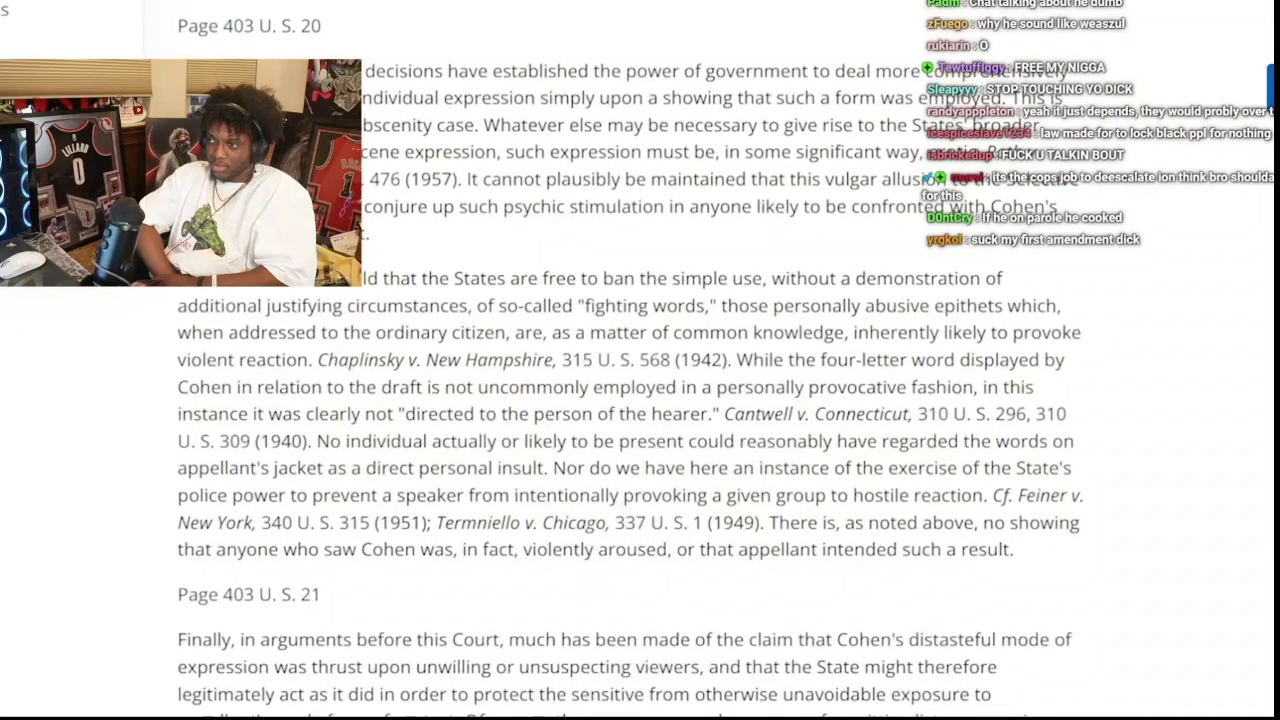 s
Page 403 U. S. 20
decisions have established the power of government to deal more comprehensively
ndividual expression simply upon a showing that such a form was employed. This is
bscenity case. Whatever else may be necessary to give rise to the States' broader
cene expression, such expression must be, in some significant way,
476 (1957). It cannot plausibly be maintained that this vulgar allusion to the Selective
conjure up such psychic stimulation in anyone likely to be confronted with Cohen's
ld that the States are free to ban the simple use, without a demonstration of
additional justifying circumstances, of so-called "fighting words," those personally abusive epithets which,
when addressed to the ordinary citizen, are, as a matter of common knowledge, inherently likely to provoke
violent reaction. Chaplinsky v. New Hampshire, 315 U. S. 568 (1942). While the four-letter word displayed by
Cohen in relation to the draft is not uncommonly employed in a personally provocative fashion, in this
instance it was clearly not "directed to the person of the hearer." Cantwell v. Connecticut, 310 U. S. 296, 310
U. S. 309 (1940). No individual actually or likely to be present could reasonably have regarded the words on
appellant's jacket as a direct personal insult. Nor do we have here an instance of the exercise of the State's
police power to prevent a speaker from intentionally provoking a given group to hostile reaction. Cf. Feiner v.
New York, 340 U. S. 315 (1951); Termniello v. Chicago, 337 U. S. 1 (1949). There is, as noted above, no showing
that anyone who saw Cohen was, in fact, violently aroused, or that appellant intended such a result.
Page 403 U. S. 21
Finally, in arguments before this Court, much has been made of the claim that Cohen's distasteful mode of
expression was thrust upon unwilling or unsuspecting viewers, and that the State might therefore
legitimately act as it did in order to protect the sensitive from otherwise unavoidable exposure to
Chat talking about he dumb
zFuego : why he sound like weaszul
rukiarin : O
Tewtuffloggy : FREE MY NIGGA
Sleapyyy : STOP TOUCHING YO DICK
randyappleton : yeah it just depends, they would probly over t
icespiceslave1234 : law made for to lock black ppl for nothing
isbrickedup : FUCK U TALKIN BOUT
its the cops job to deescalate ion think bro shoulda
for this
D0ntCry : If he on parole he cooked
yrgkol : suck my first amendment dick
LILLARD
0